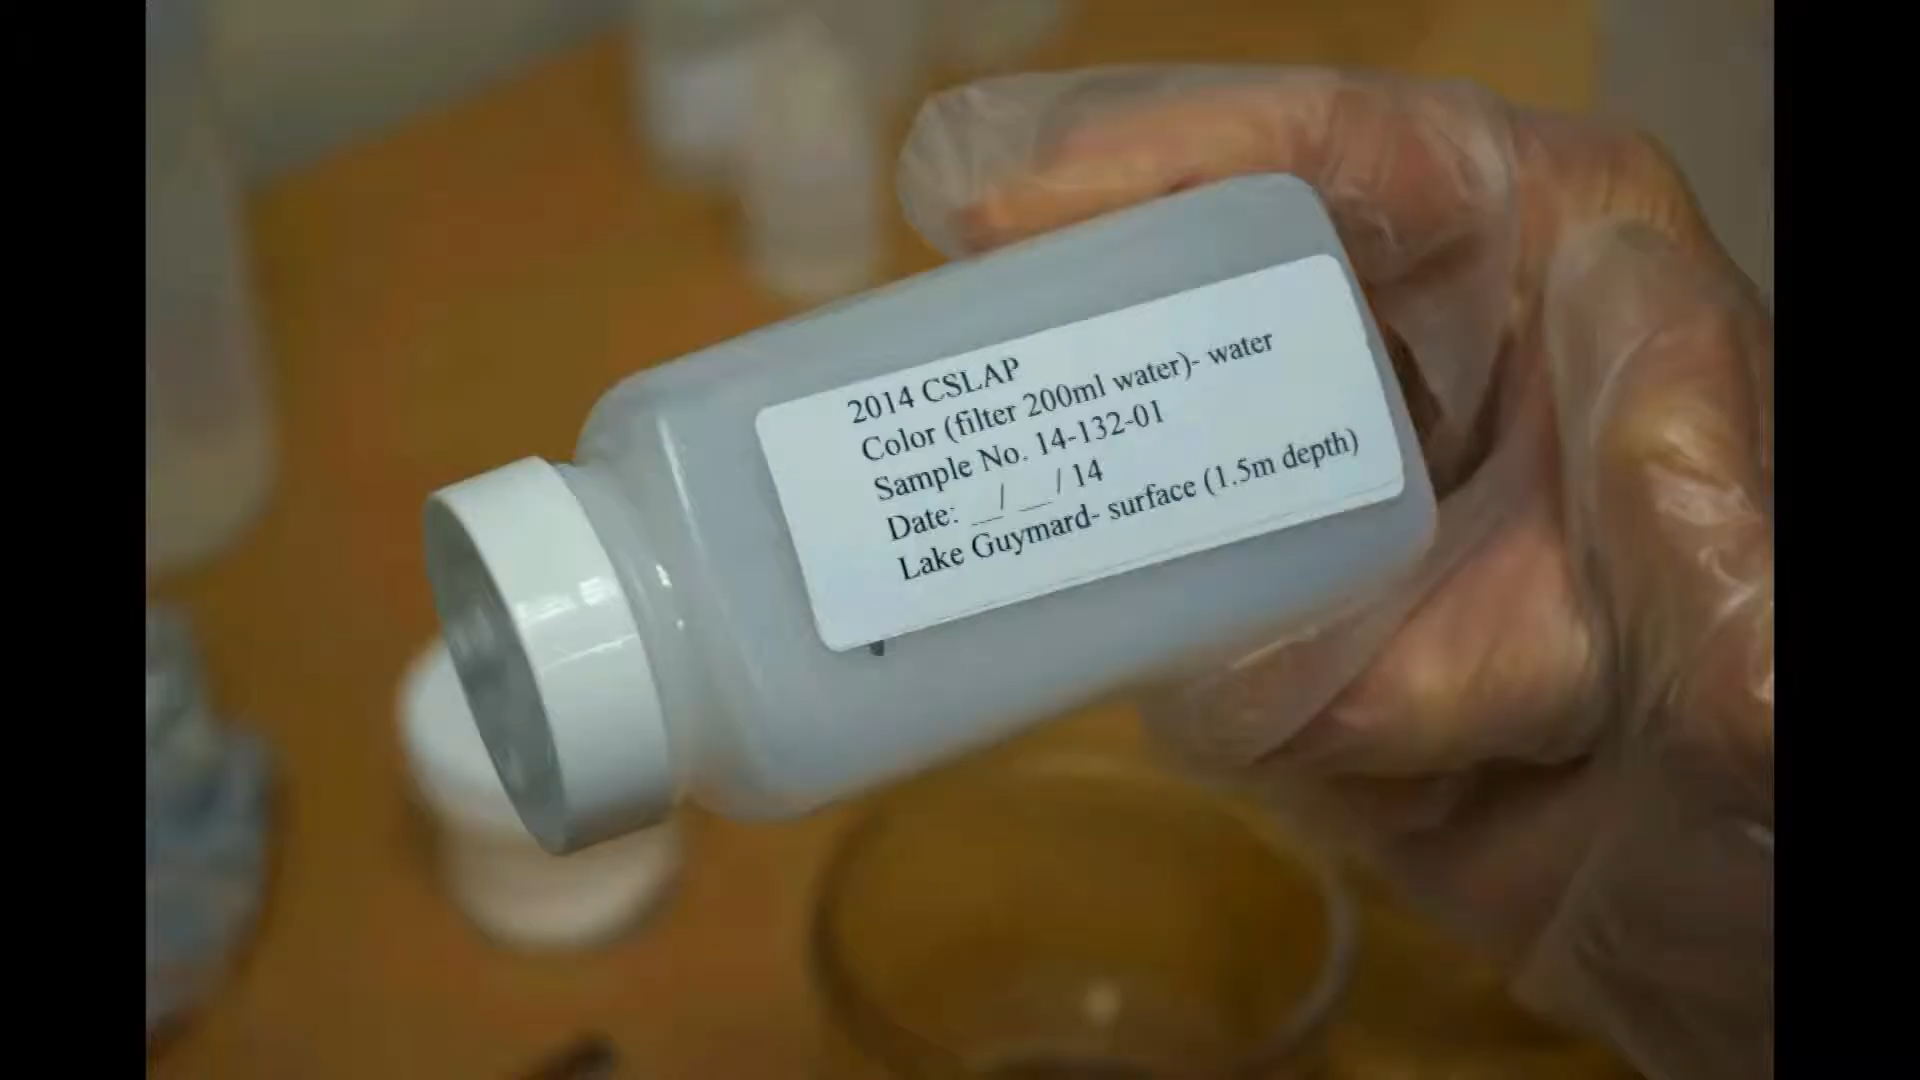 2014 CSLAP
Color (filter 200ml water)- water
Sample No. 14-132-01
Date: __/ __/ 14
Lake Guymard- surface (1.5m depth)